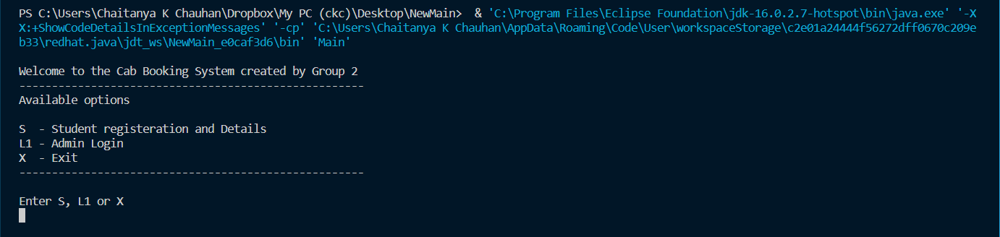 PS C:\Users\Chaitanya K Chauhan\Dropbox\My PC (ckc)\Desktop\NewMain>  & 'C:\Program Files\Eclipse Foundation\jdk-16.0.2.7-hotspot\bin\java.exe' '-X
X:+ShowCodeDetailsInExceptionMessages' '-cp' 'C:\Users\Chaitanya K Chauhan\AppData\Roaming\Code\User\workspaceStorage\c2e01a24444f56272dff0670c209e
b33\redhat.java\jdt_ws\NewMain_e0caf3d6\bin' 'Main'
Welcome to the Cab Booking System created by Group 2
-----------------------------------------------------
Available options
S  - Student registeration and Details
L1 - Admin Login
X  - Exit
-----------------------------------------------------
Enter S, L1 or X